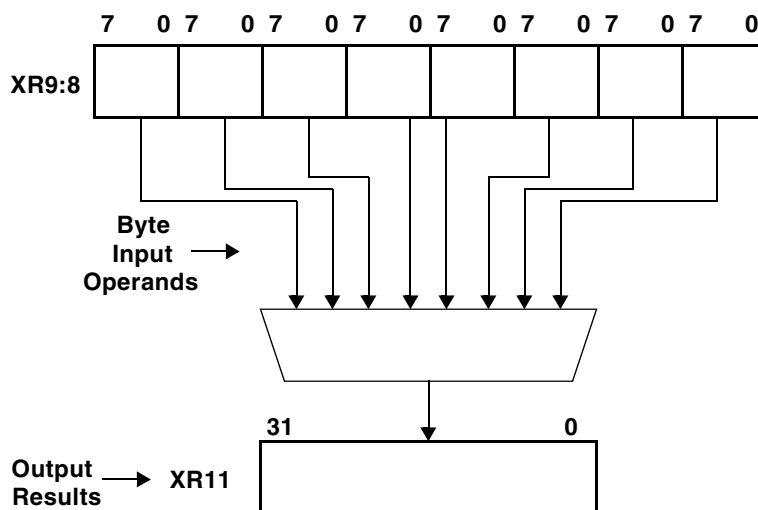 7 0 7 0 7 0 7 0 7 0 7 0 7 0 7 0
XR9:8
Byte
Input
Operands
31 0
Output
Results
XR11